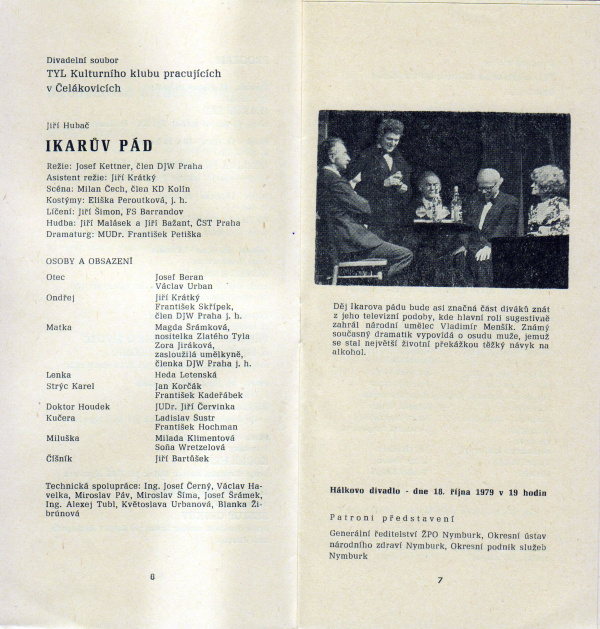 Divadelní soubor
TYL Kulturního klubu pracujících
v Čelákovicích
Jiří Hubač
IKARŮV PÁD
Režie: Josef Kettner, člen DJW Praha
Asistent režie: Jiří Krátký
Scéna: Milan Čech, člen KD Kolín
Kostýmy: Eliška Peroutková, j. h.
Líčení: Jiří Šimon, FS Barrandov
Hudba: Jiří Malásek a Jiří Bažant, ČST Praha
Dramaturg: MUDr. František Petiška
OSOBY A OBSAZENÍ
Otec Josef Beran
Václav Urban
Ondřej Jiří Krátký
František Skřípek,
člen DJW Praha j. h.
Matka Magda Šrámková,
nositelka Zlatého Tyla
Zora Jiráková,
zasloužilá umělkyně,
členka DJW Praha j. h.
Lenka Heda Letenská
Strýc Karel Jan Korčák
František Kadeřábek
Doktor Houdek JUDr. Jiří Červinka
Kučera Ladislav Šustr
František Hochman
Miluška Milada Klimentová
Soňa Wretzelová
Číšník Jiří Bartůšek
Technická spolupráce: Ing. Josef Černý, Václav Ha-
velka, Miroslav Páv, Miroslav Šíma, Josef Šrámek,
Ing. Alexej Tubl, Květoslava Urbanová, Blanka Ži-
brúnová
6
Děj Ikarova pádu bude asi značná část diváků znát
z jeho televizní podoby, kde hlavní roli sugestivně
zahrál národní umělec Vladimír Menšík. Známý
současný dramatik vypovídá o osudu muže, jemuž
se stal největší životní překážkou těžký návyk na
alkohol.
Hálkovo divadlo - dne 18. října 1979 v 19 hodin
Patroni představení
Generální ředitelství ŽPO Nymburk, Okresní ústav
národního zdraví Nymburk, Okresní podnik služeb
Nymburk
7